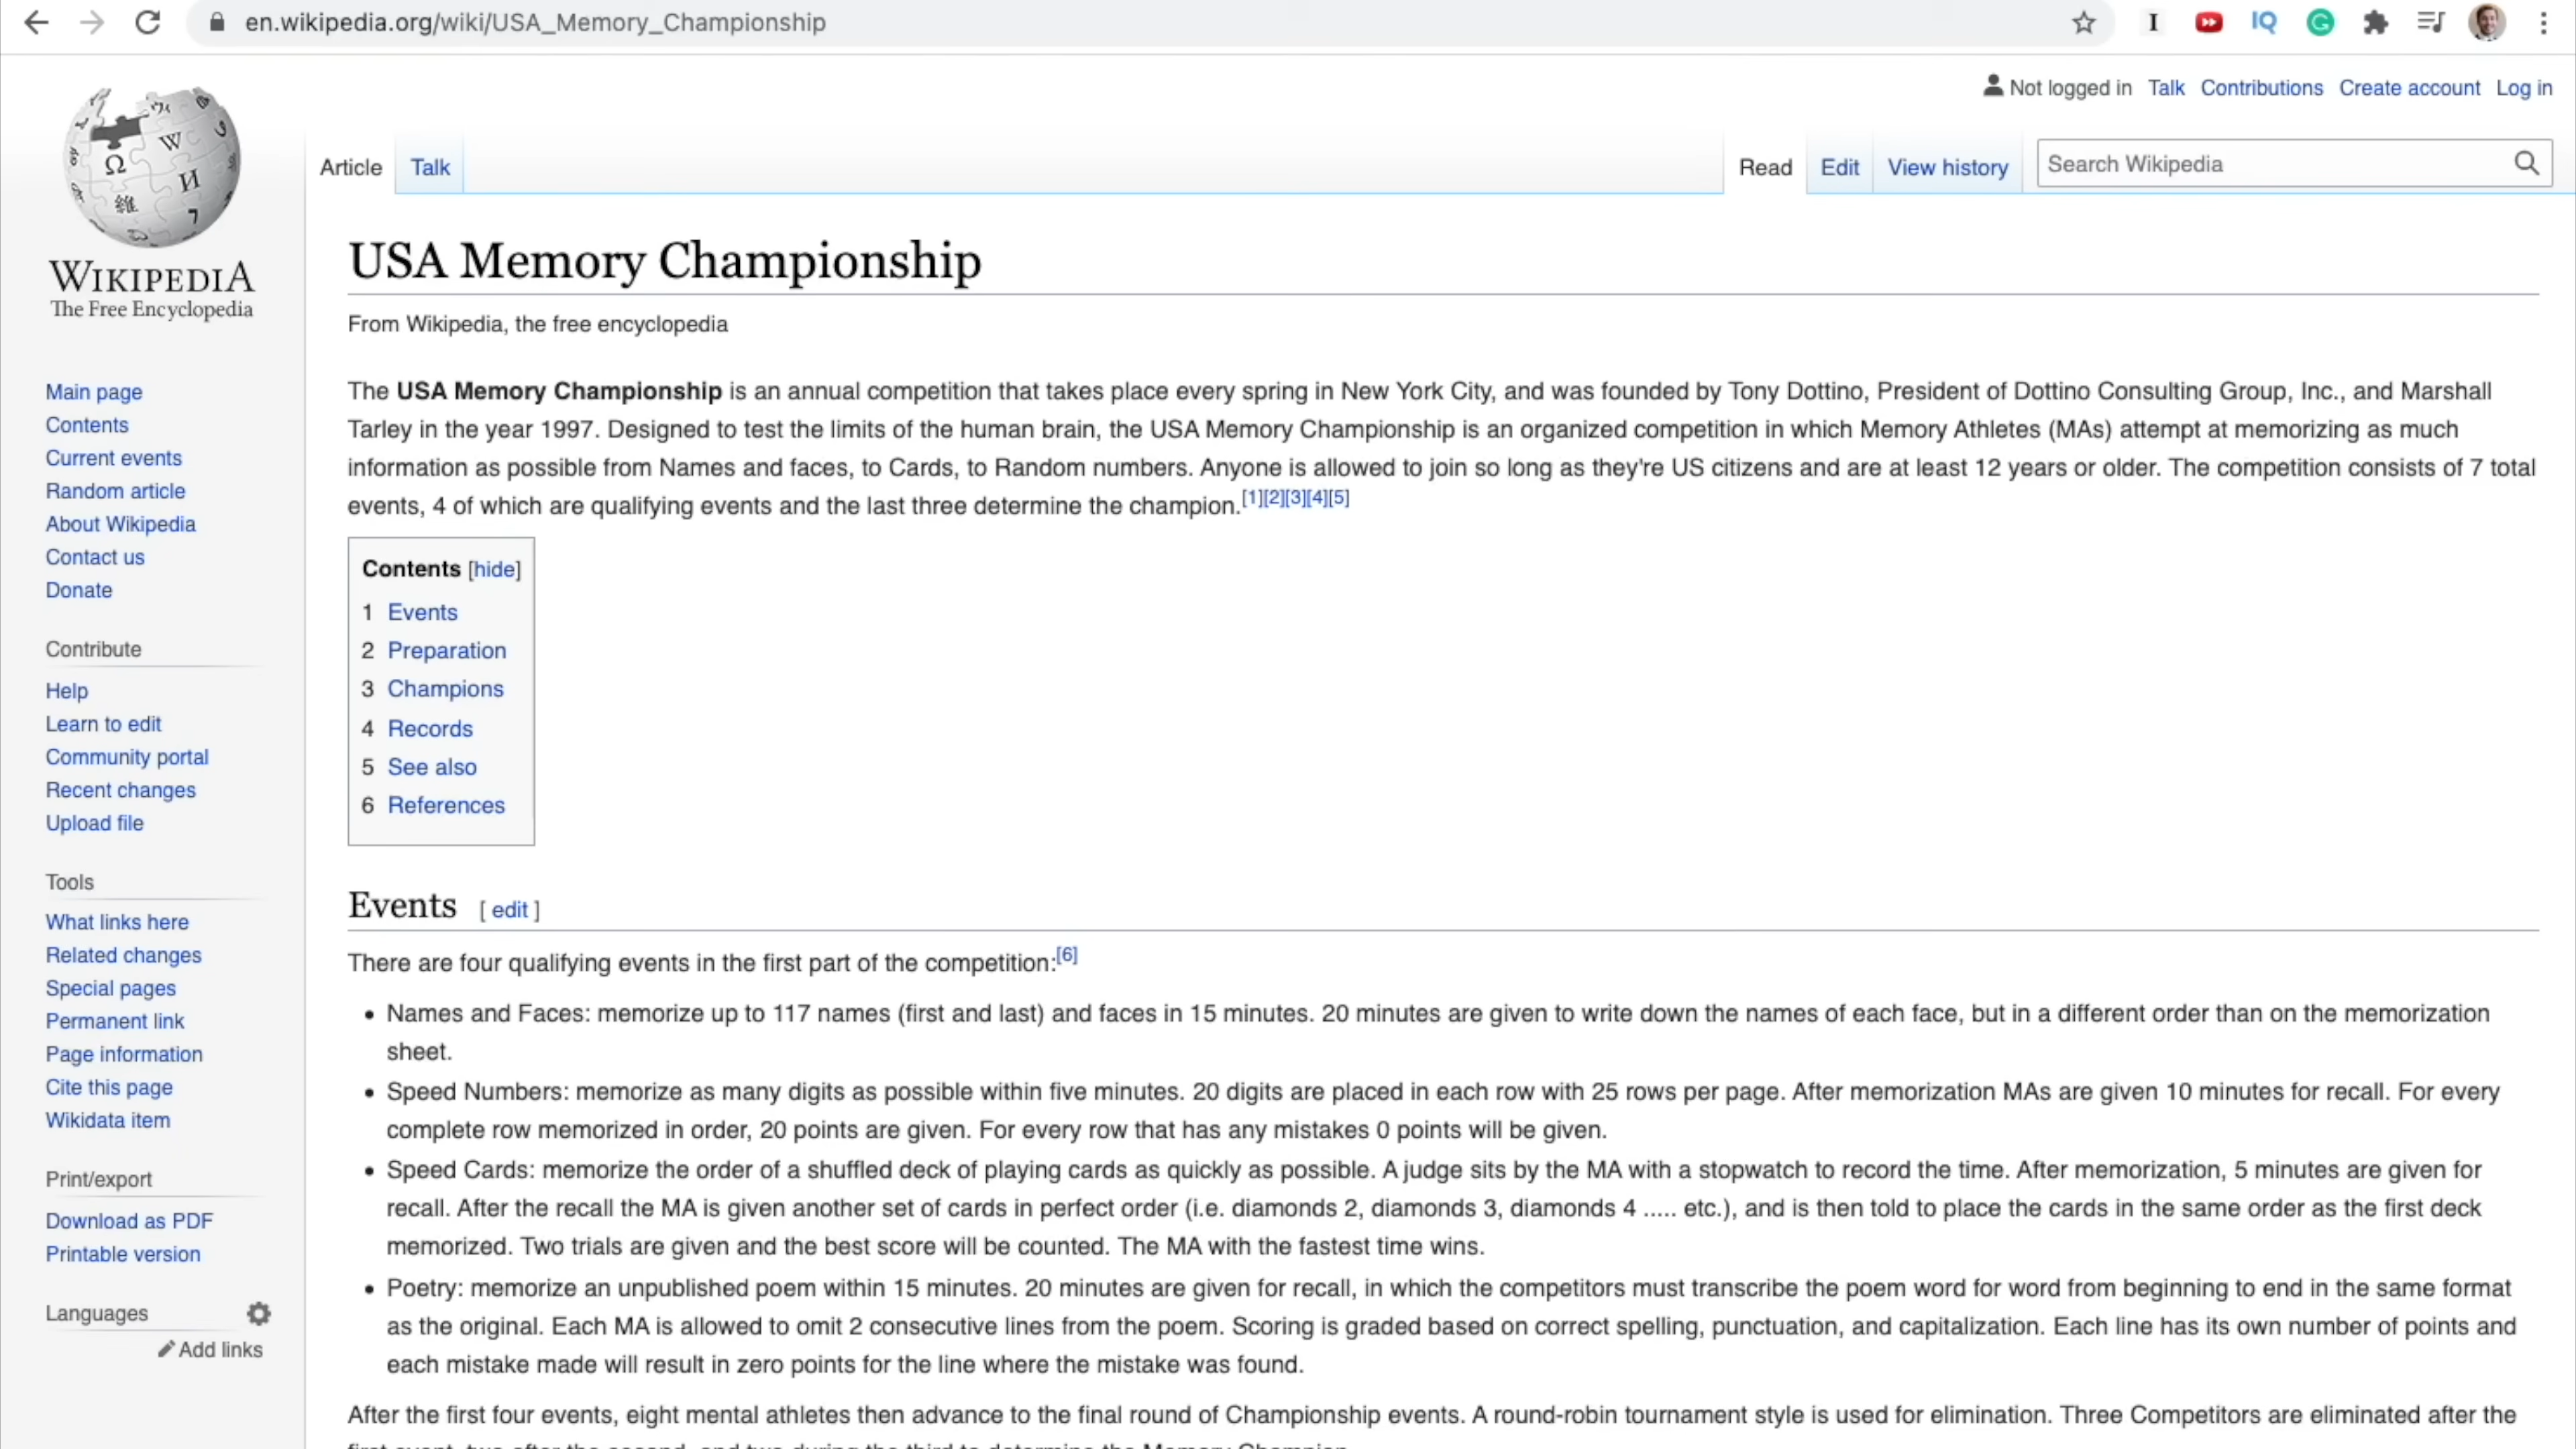 en.wikipedia.org/wiki/USA_Memory_Championship
Not logged in Talk Contributions Create account Log in
Article Talk Read Edit View history Search Wikipedia
WIKIPEDIA
The Free Encyclopedia
Main page
Contents
Current events
Random article
About Wikipedia
Contact us
Donate
Contribute
Help
Learn to edit
Community portal
Recent changes
Upload file
Tools
What links here
Related changes
Special pages
Permanent link
Page information
Cite this page
Wikidata item
Print/export
Download as PDF
Printable version
Languages
Add links
USA Memory Championship
From Wikipedia, the free encyclopedia
The USA Memory Championship is an annual competition that takes place every spring in New York City, and was founded by Tony Dottino, President of Dottino Consulting Group, Inc., and Marshall
Tarley in the year 1997. Designed to test the limits of the human brain, the USA Memory Championship is an organized competition in which Memory Athletes (MAs) attempt at memorizing as much
information as possible from Names and faces, to Cards, to Random numbers. Anyone is allowed to join so long as they're US citizens and are at least 12 years or older. The competition consists of 7 total
events, 4 of which are qualifying events and the last three determine the champion.[1][2][3][4][5]
Contents [hide]
1 Events
2 Preparation
3 Champions
4 Records
5 See also
6 References
Events [ edit ]
There are four qualifying events in the first part of the competition:[6]
• Names and Faces: memorize up to 117 names (first and last) and faces in 15 minutes. 20 minutes are given to write down the names of each face, but in a different order than on the memorization
sheet.
• Speed Numbers: memorize as many digits as possible within five minutes. 20 digits are placed in each row with 25 rows per page. After memorization MAs are given 10 minutes for recall. For every
complete row memorized in order, 20 points are given. For every row that has any mistakes 0 points will be given.
• Speed Cards: memorize the order of a shuffled deck of playing cards as quickly as possible. A judge sits by the MA with a stopwatch to record the time. After memorization, 5 minutes are given for
recall. After the recall the MA is given another set of cards in perfect order (i.e. diamonds 2, diamonds 3, diamonds 4 ..... etc.), and is then told to place the cards in the same order as the first deck
memorized. Two trials are given and the best score will be counted. The MA with the fastest time wins.
• Poetry: memorize an unpublished poem within 15 minutes. 20 minutes are given for recall, in which the competitors must transcribe the poem word for word from beginning to end in the same format
as the original. Each MA is allowed to omit 2 consecutive lines from the poem. Scoring is graded based on correct spelling, punctuation, and capitalization. Each line has its own number of points and
each mistake made will result in zero points for the line where the mistake was found.
After the first four events, eight mental athletes then advance to the final round of Championship events. A round-robin tournament style is used for elimination. Three Competitors are eliminated after the